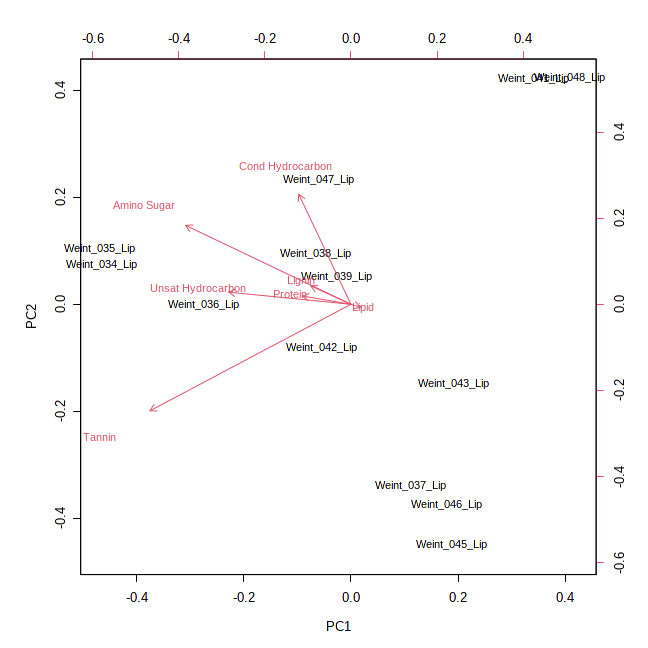 -0.6 -0.4 -0.2 0.0 0.2 0.4
Weint_041_Lip
Weint_048_Lip
0.4
0.4
Cond Hydrocarbon
Weint_047_Lip
0.2
Amino Sugar
0.2
Weint_035_Lip
Weint_038_Lip
Weint_034_Lip
Weint_039_Lip
Lignin
Unsat Hydrocarbon
Protein
Weint_036_Lip
0.0
Lipid
0.0
PC2
Weint_042_Lip
Weint_043_Lip
-0.2
-0.2
Tannin
Weint_037_Lip
-0.4
Weint_046_Lip
-0.4
Weint_045_Lip
-0.6
-0.4 -0.2 0.0 0.2 0.4
PC1